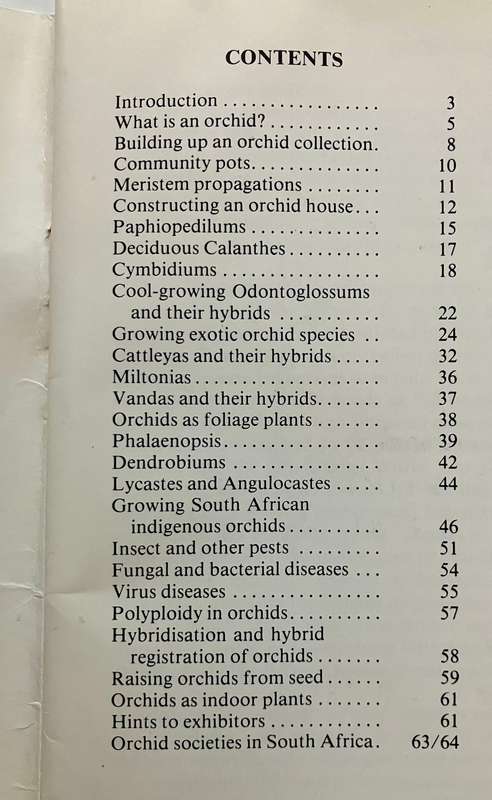 CONTENTS
Introduction . . . . . . . . . . . . . . . . . 3
What is an orchid? . . . . . . . . . . . . 5
Building up an orchid collection. 8
Community pots. . . . . . . . . . . . . . 10
Meristem propagations . . . . . . . . 11
Constructing an orchid house . . . 12
Paphiopedilums . . . . . . . . . . . . . . 15
Deciduous Calanthes . . . . . . . . . . 17
Cymbidiums . . . . . . . . . . . . . . . . . 18
Cool-growing Odontoglossums
and their hybrids . . . . . . . . . . . 22
Growing exotic orchid species . . 24
Cattleyas and their hybrids . . . . . 32
Miltonias . . . . . . . . . . . . . . . . . . . . 36
Vandas and their hybrids. . . . . . . 37
Orchids as foliage plants . . . . . . . 38
Phalaenopsis. . . . . . . . . . . . . . . . . 39
Dendrobiums . . . . . . . . . . . . . . . . 42
Lycastes and Angulocastes . . . . . 44
Growing South African
indigenous orchids . . . . . . . . . . 46
Insect and other pests . . . . . . . . . 51
Fungal and bacterial diseases . . . 54
Virus diseases . . . . . . . . . . . . . . . . 55
Polyploidy in orchids. . . . . . . . . . 57
Hybridisation and hybrid
registration of orchids . . . . . . . 58
Raising orchids from seed . . . . . . 59
Orchids as indoor plants . . . . . . . 61
Hints to exhibitors . . . . . . . . . . . . 61
Orchid societies in South Africa. 63/64